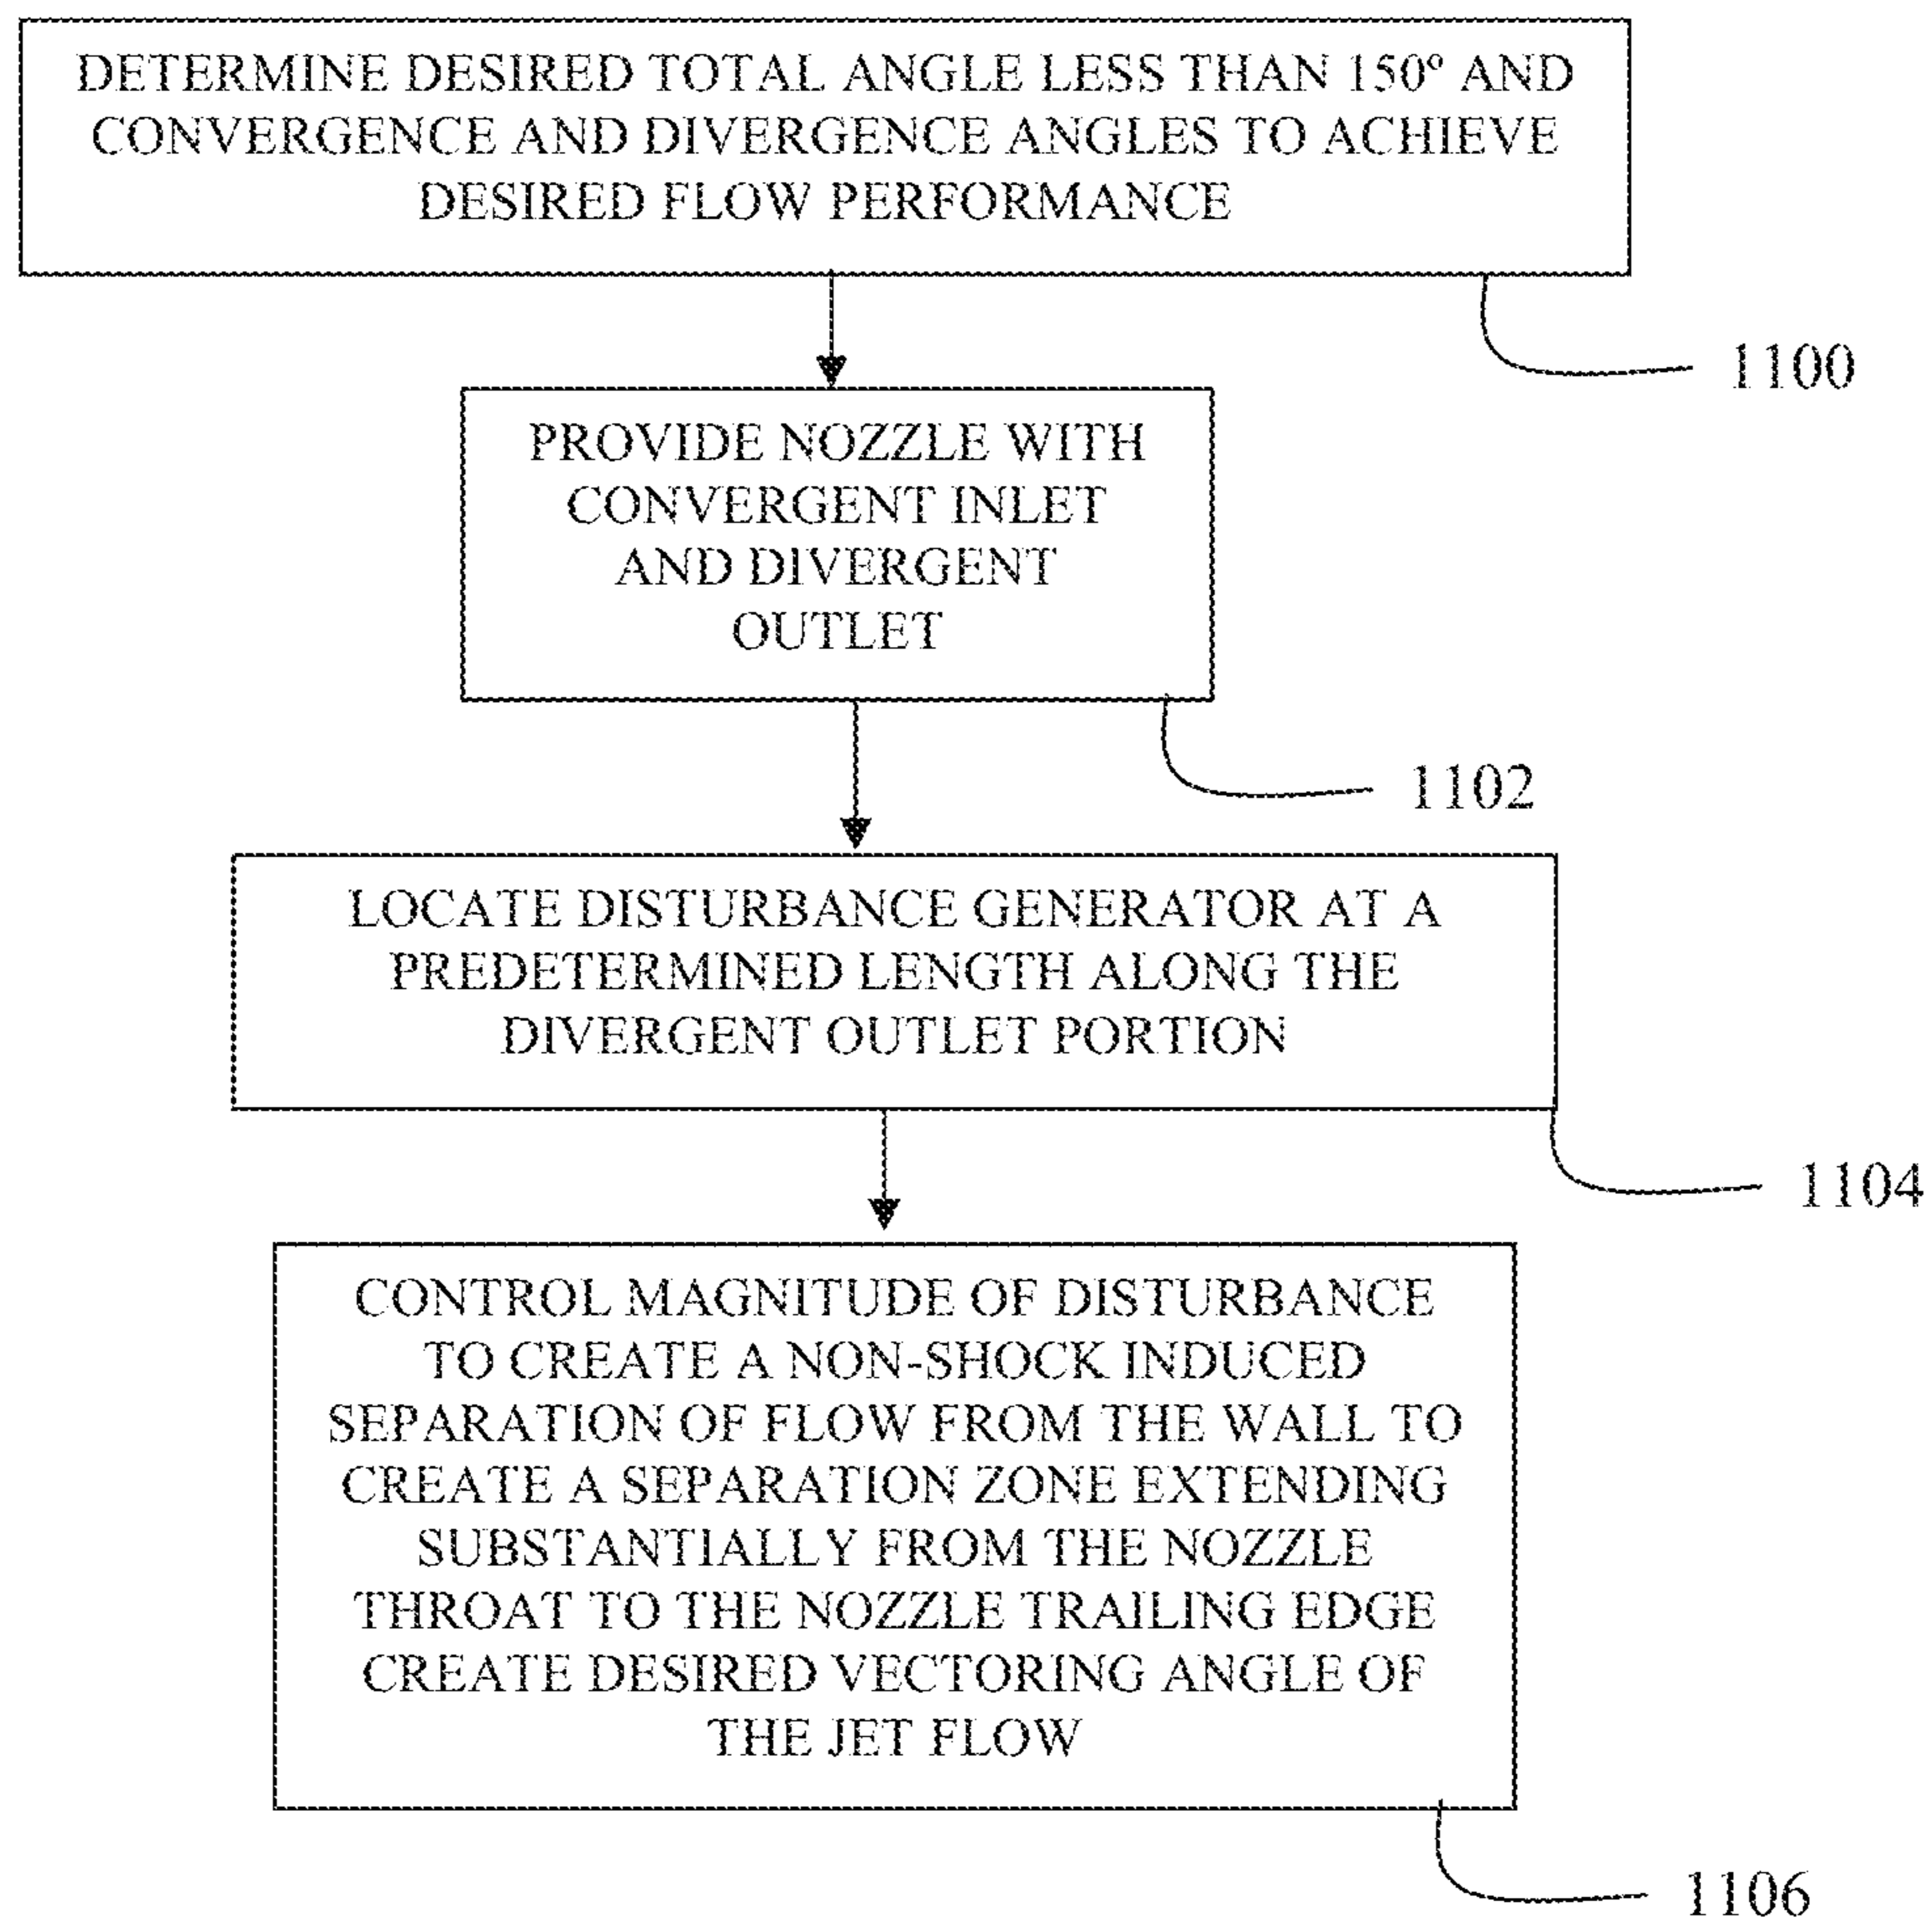 DETERMINE DESIRED TOTAL ANGLE LESS THAN 150° AND
CONVERGENCE AND DIVERGENCE ANGLES TO ACHIEVE
DESIRED FLOW PERFORMANCE
1100
PROVIDE NOZZLE WITH
CONVERGENT INLET
AND DIVERGENT
OUTLET
1102
LOCATE DISTURBANCE GENERATOR AT A
PREDETERMINED LENGTH ALONG THE
DIVERGENT OUTLET PORTION
1104
CONTROL MAGNITUDE OF DISTURBANCE
TO CREATE A NON-SHOCK INDUCED
SEPARATION OF FLOW FROM THE WALL TO
CREATE A SEPARATION ZONE EXTENDING
SUBSTANTIALLY FROM THE NOZZLE
THROAT TO THE NOZZLE TRAILING EDGE
CREATE DESIRED VECTORING ANGLE OF
THE JET FLOW
1106